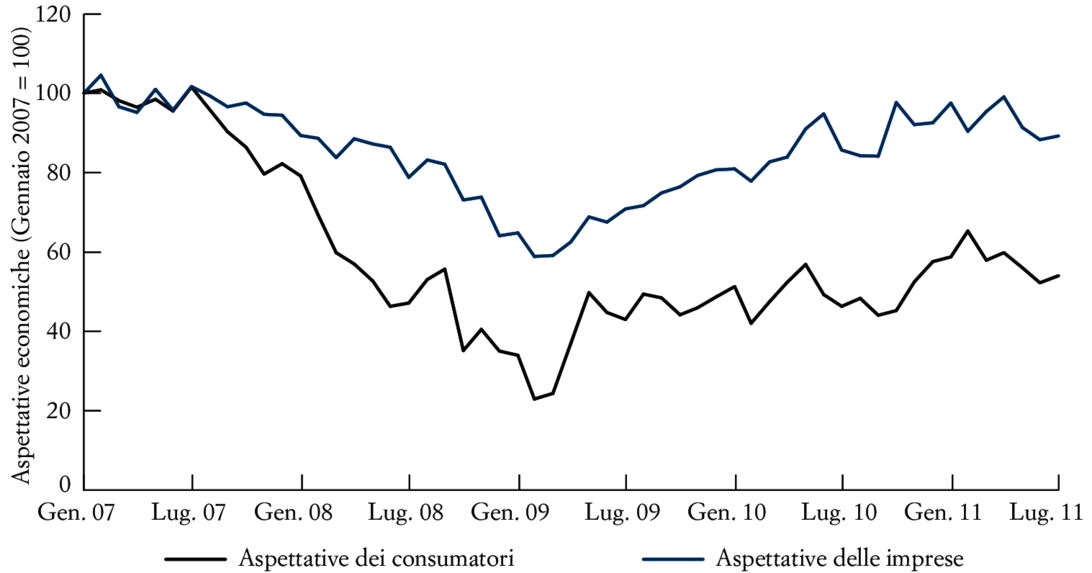 Aspettative economiche (Gennaio 2007 = 100)
120
100
80
60
40
20
0
Gen. 07 Lug. 07 Gen. 08 Lug. 08 Gen. 09 Lug. 09 Gen. 10 Lug. 10 Gen. 11 Lug. 11
Aspettative dei consumatori Aspettative delle imprese